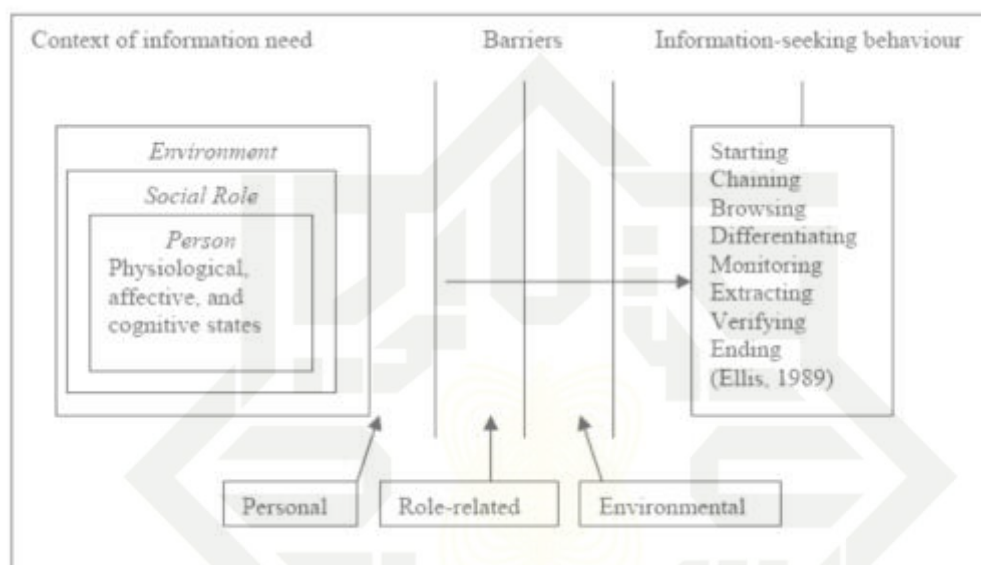 Context of information need
Barriers
Information-seeking behaviour
Environment
Social Role
Person
Physiological,
affective, and
cognitive states
Starting
Chaining
Browsing
Differentiating
Monitoring
Extracting
Verifying
Ending
(Ellis, 1989)
Personal
Role-related
Environmental